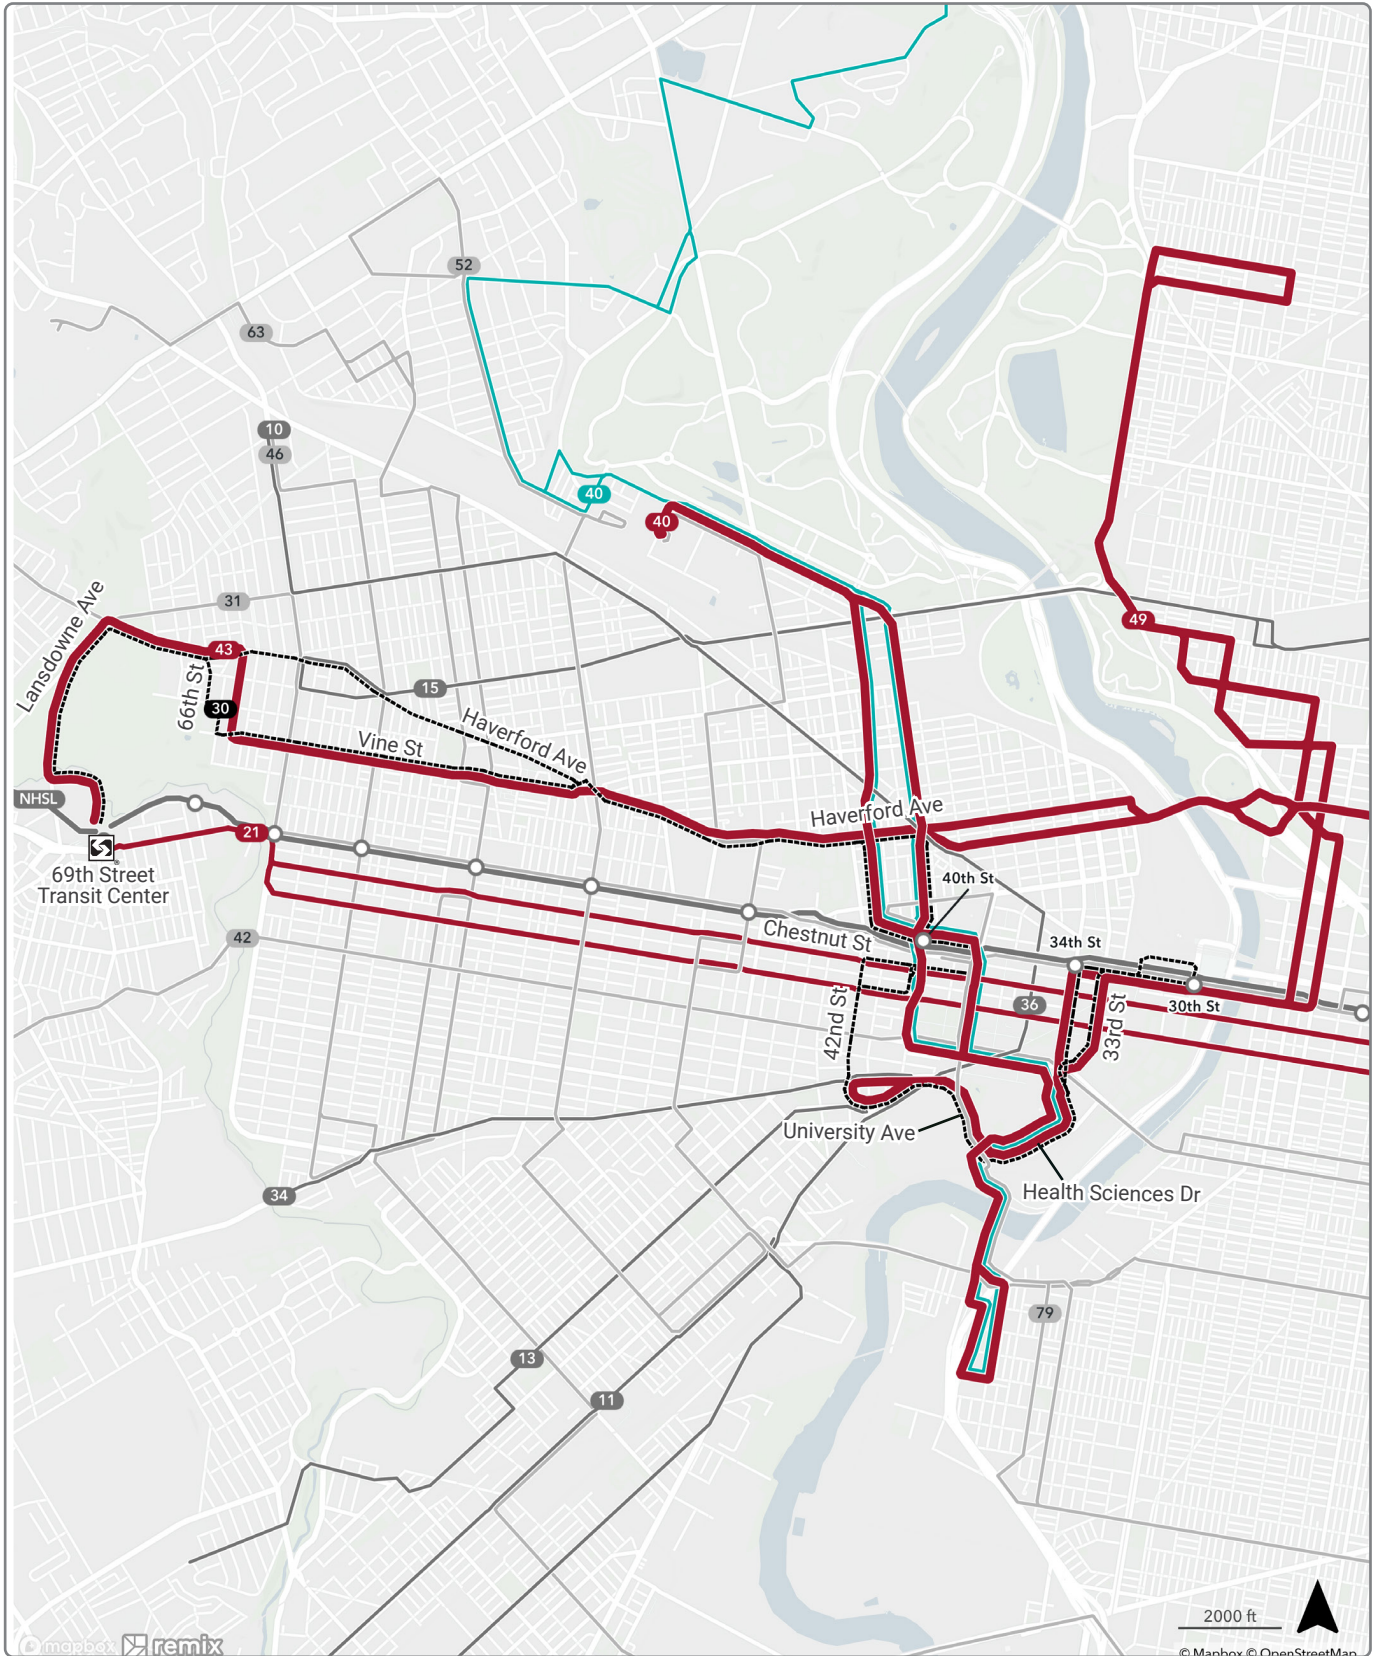 52
63
10
46
40
40
31
49
Lansdowne Ave
43
66th St
15
30
Haverford Ave
Vine St
NHSL
Haverford Ave
21
69th Street
Transit Center
40th St
Chestnut St
42
34th St
36
30th St
42nd St
33rd St
University Ave
Health Sciences Dr
34
79
13
11
2000 ft
mapbox
remix
© Mapbox © OpenStreetMap